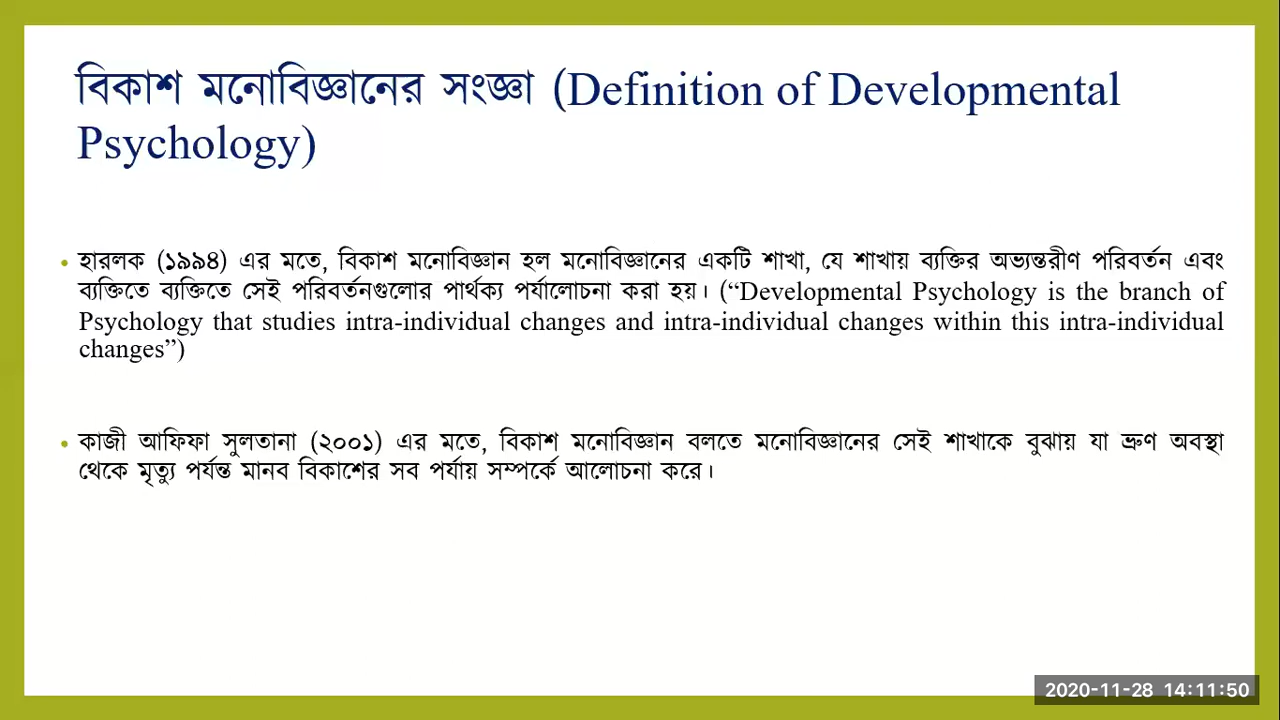 বিকাশ মনোবিজ্ঞানের সংজ্ঞা (Definition of Developmental
Psychology)
• হারলক (১৯৯৪) এর মতে, বিকাশ মনোবিজ্ঞান হল মনোবিজ্ঞানের একটি শাখা, যে শাখায় ব্যক্তির অভ্যন্তরীণ পরিবর্তন এবং
ব্যক্তিতে ব্যক্তিতে সেই পরিবর্তনগুলোর পার্থক্য পর্যালোচনা করা হয়। (“Developmental Psychology is the branch of
Psychology that studies intra-individual changes and intra-individual changes within this intra-individual
changes”)
• কাজী আফিফা সুলতানা (২০০১) এর মতে, বিকাশ মনোবিজ্ঞান বলতে মনোবিজ্ঞানের সেই শাখাকে বুঝায় যা ভ্রুণ অবস্থা
থেকে মৃত্যু পর্যন্ত মানব বিকাশের সব পর্যায় সম্পর্কে আলোচনা করে।
2020-11-28 14:11:50